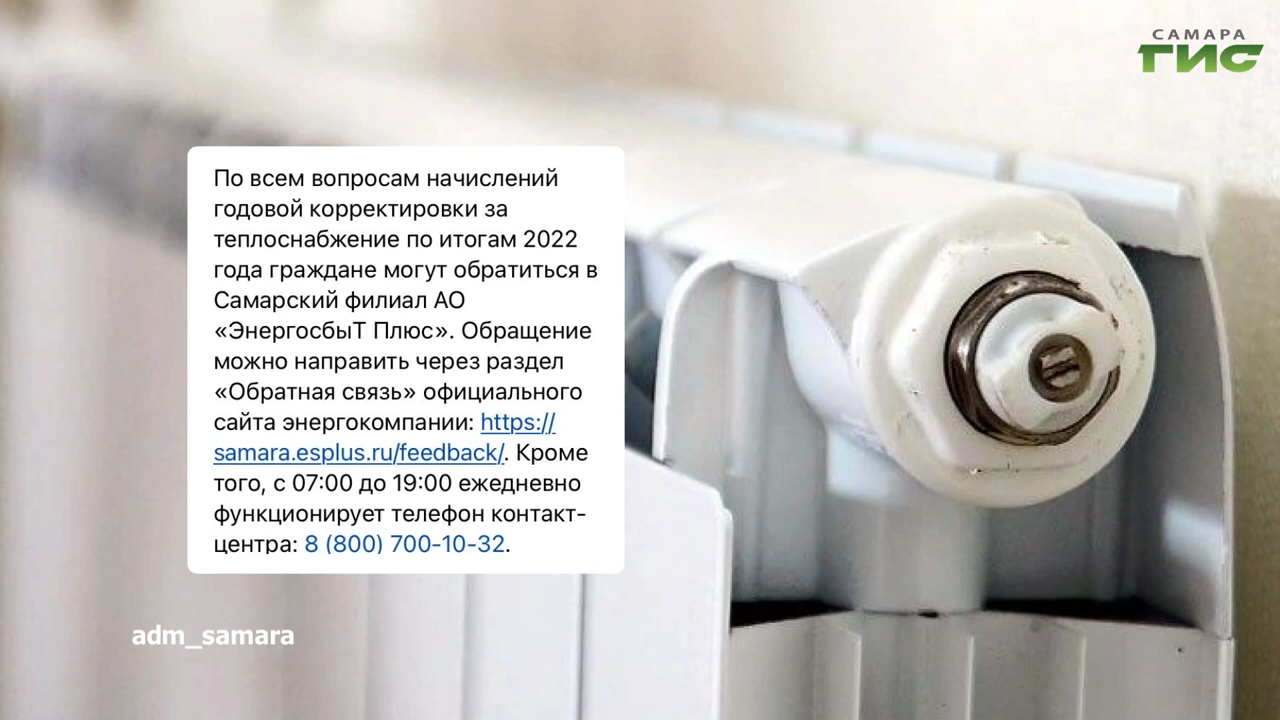 САМАРА
ГИС
По всем вопросам начислений
годовой корректировки за
теплоснабжение по итогам 2022
года граждане могут обратиться в
Самарский филиал АО
«ЭнергосбыТ Плюс». Обращение
можно направить через раздел
«Обратная связь» официального
сайта энергокомпании: https://
samara.esplus.ru/feedback/. Кроме
того, с 07:00 до 19:00 ежедневно
функционирует телефон контакт-
центра: 8 (800) 700-10-32.
adm_samara